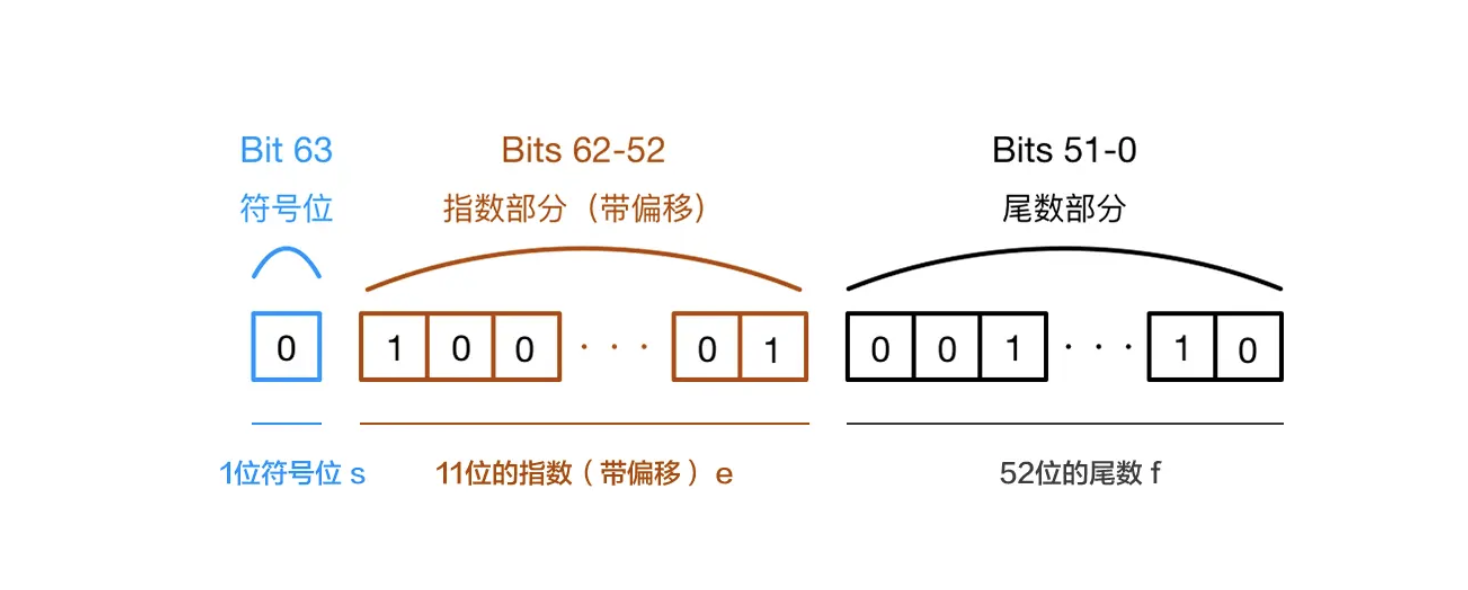 Bit 63 Bits 62-52 Bits 51-0
符号位 指数部分（带偏移） 尾数部分
0 1 0 0 · · · 0 1 0 0 1 · · · 1 0
1位符号位 s 11位的指数（带偏移）e 52位的尾数 f